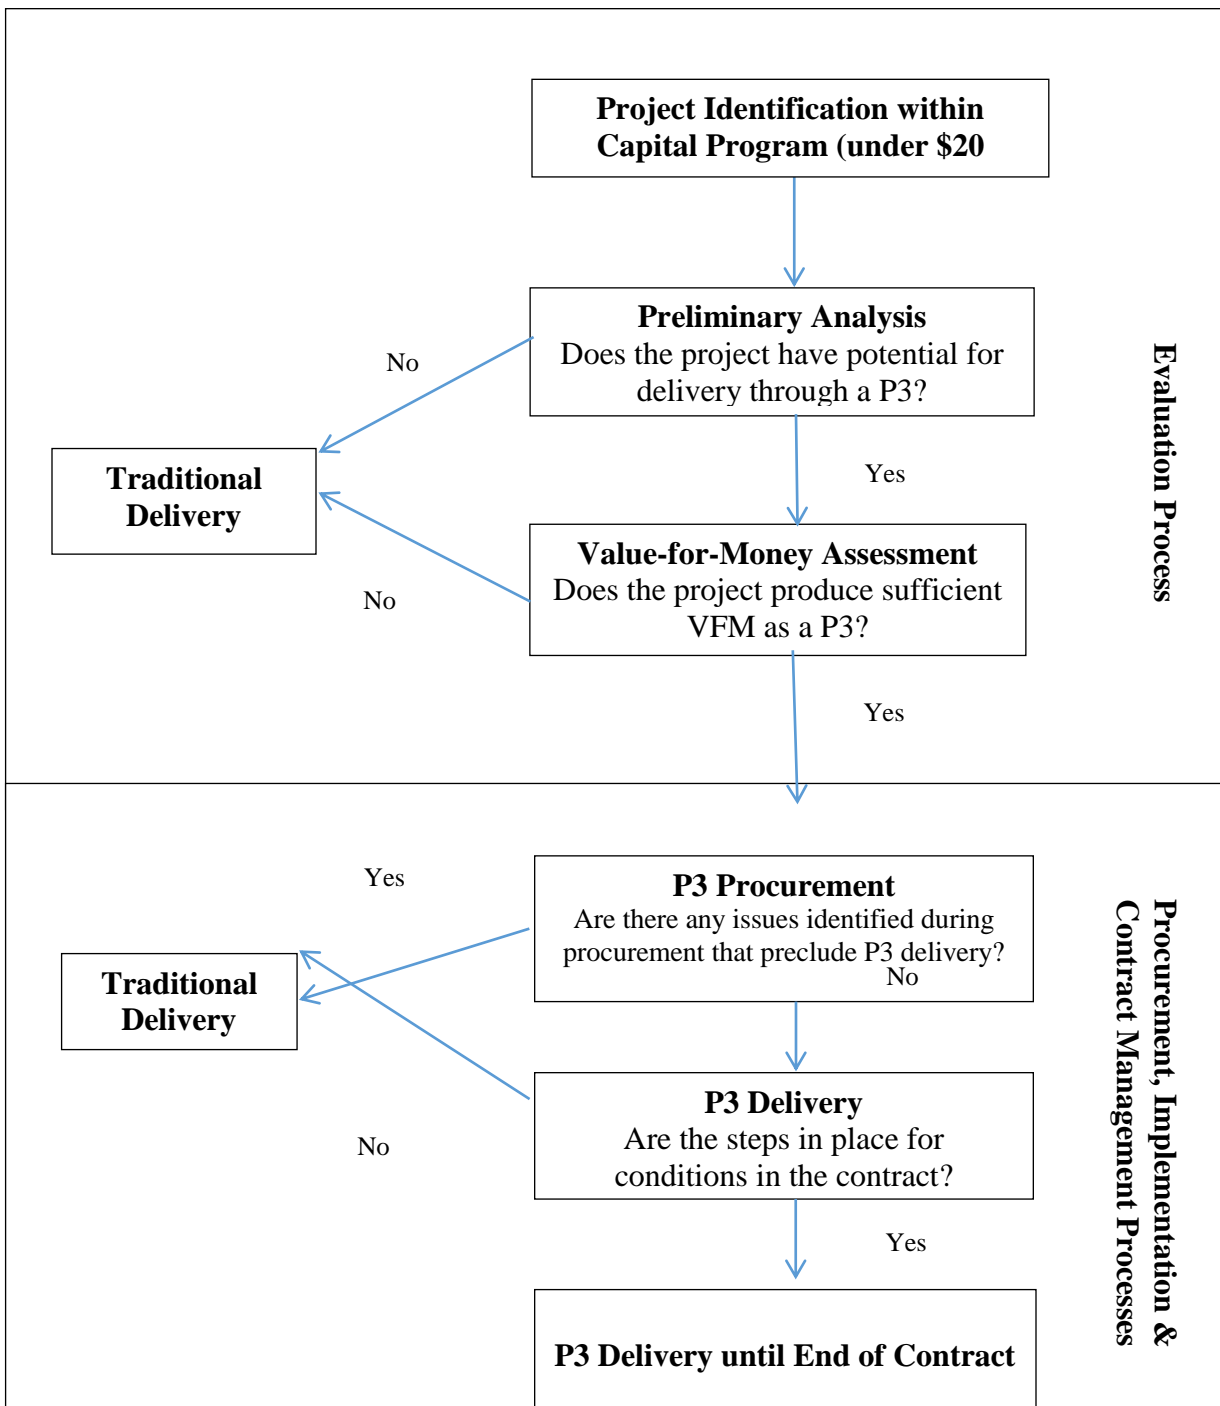 Project Identification within
Capital Program (under $20
Preliminary Analysis
Does the project have potential for
delivery through a P3?
No
Yes
Traditional
Delivery
Value-for-Money Assessment
Does the project produce sufficient
VFM as a P3?
No
Yes
Evaluation Process
P3 Procurement
Are there any issues identified during
procurement that preclude P3 delivery?
No
Yes
Traditional
Delivery
P3 Delivery
Are the steps in place for
conditions in the contract?
No
Yes
P3 Delivery until End of Contract
Procurement, Implementation &
Contract Management Processes